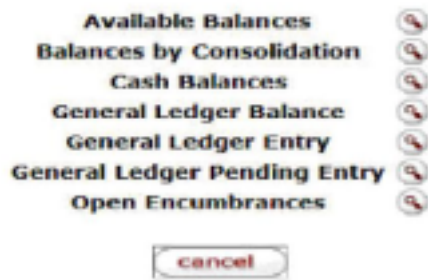 Available Balances
Balances by Consolidation
Cash Balances
General Ledger Balance
General Ledger Entry
General Ledger Pending Entry
Open Encumbrances
cancel